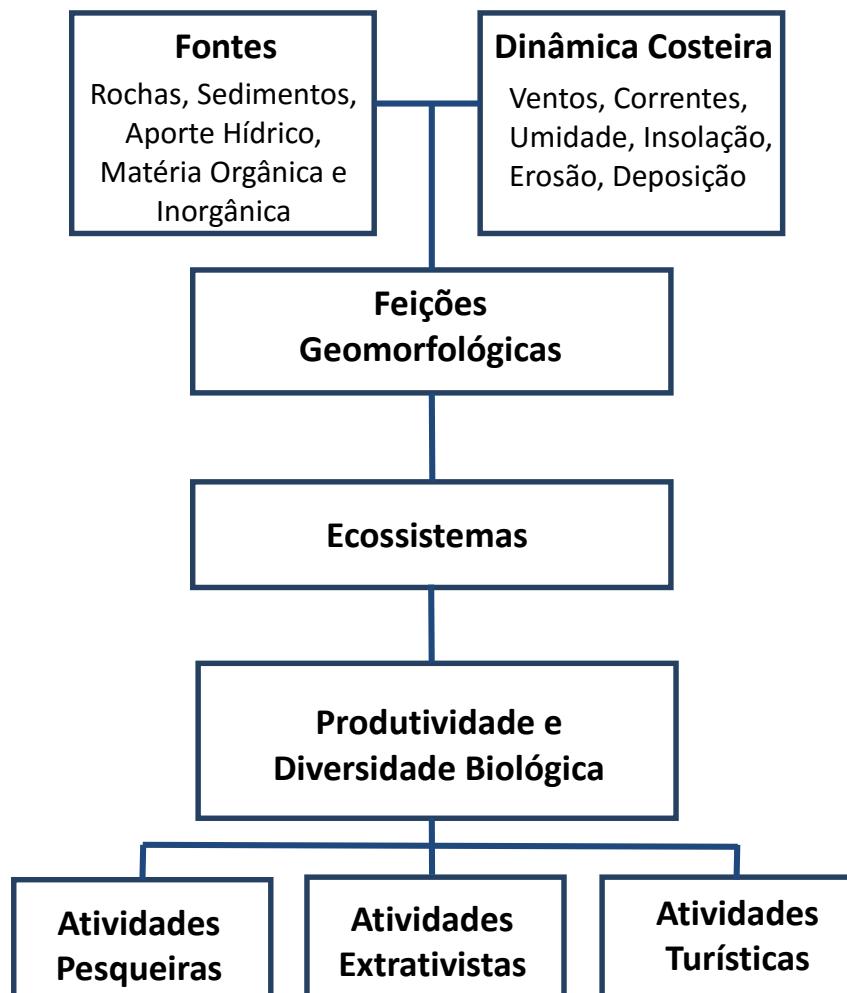 Fontes
Rochas, Sedimentos,
Aporte Hídrico,
Matéria Orgânica e
Inorgânica
Dinâmica Costeira
Ventos, Correntes,
Umidade, Insolação,
Erosão, Deposição
Feições
Geomorfológicas
Ecossistemas
Produtividade e
Diversidade Biológica
Atividades
Pesqueiras
Atividades
Extrativistas
Atividades
Turísticas